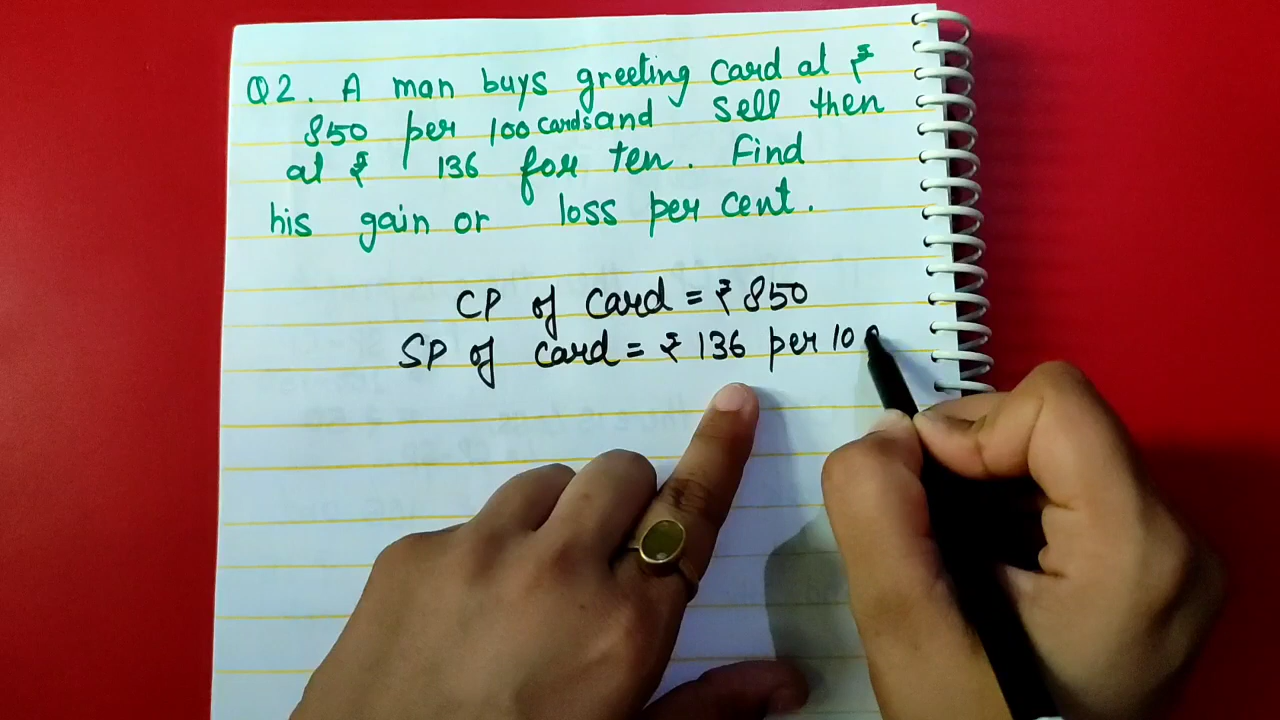 Q2. A man buys greeting card at ₹
850 per 100 cards and sell then
at ₹ 136 for ten. Find
his gain or loss per cent.
CP of card = ₹ 850
SP of card = ₹ 136 per 10